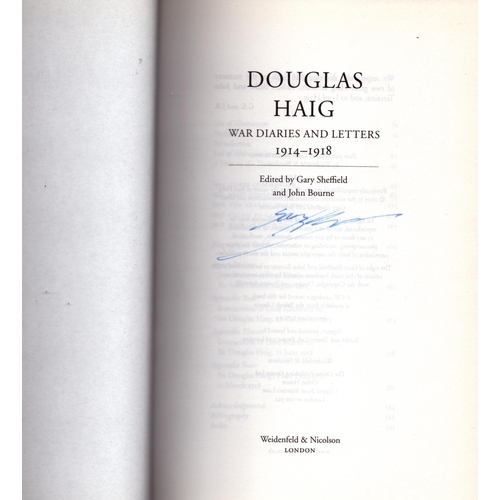 DOUGLAS
HAIG
WAR DIARIES AND LETTERS
1914–1918
Edited by Gary Sheffield
and John Bourne
Weidenfeld & Nicolson
LONDON